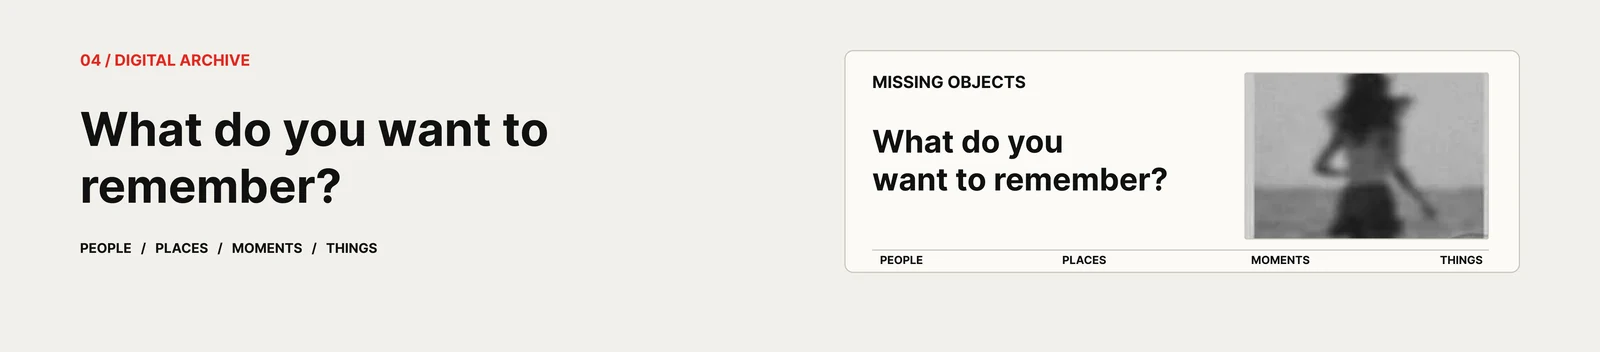 04 / DIGITAL ARCHIVE
What do you want to
remember?
PEOPLE / PLACES / MOMENTS / THINGS
MISSING OBJECTS
What do you
want to remember?
PEOPLE PLACES MOMENTS THINGS